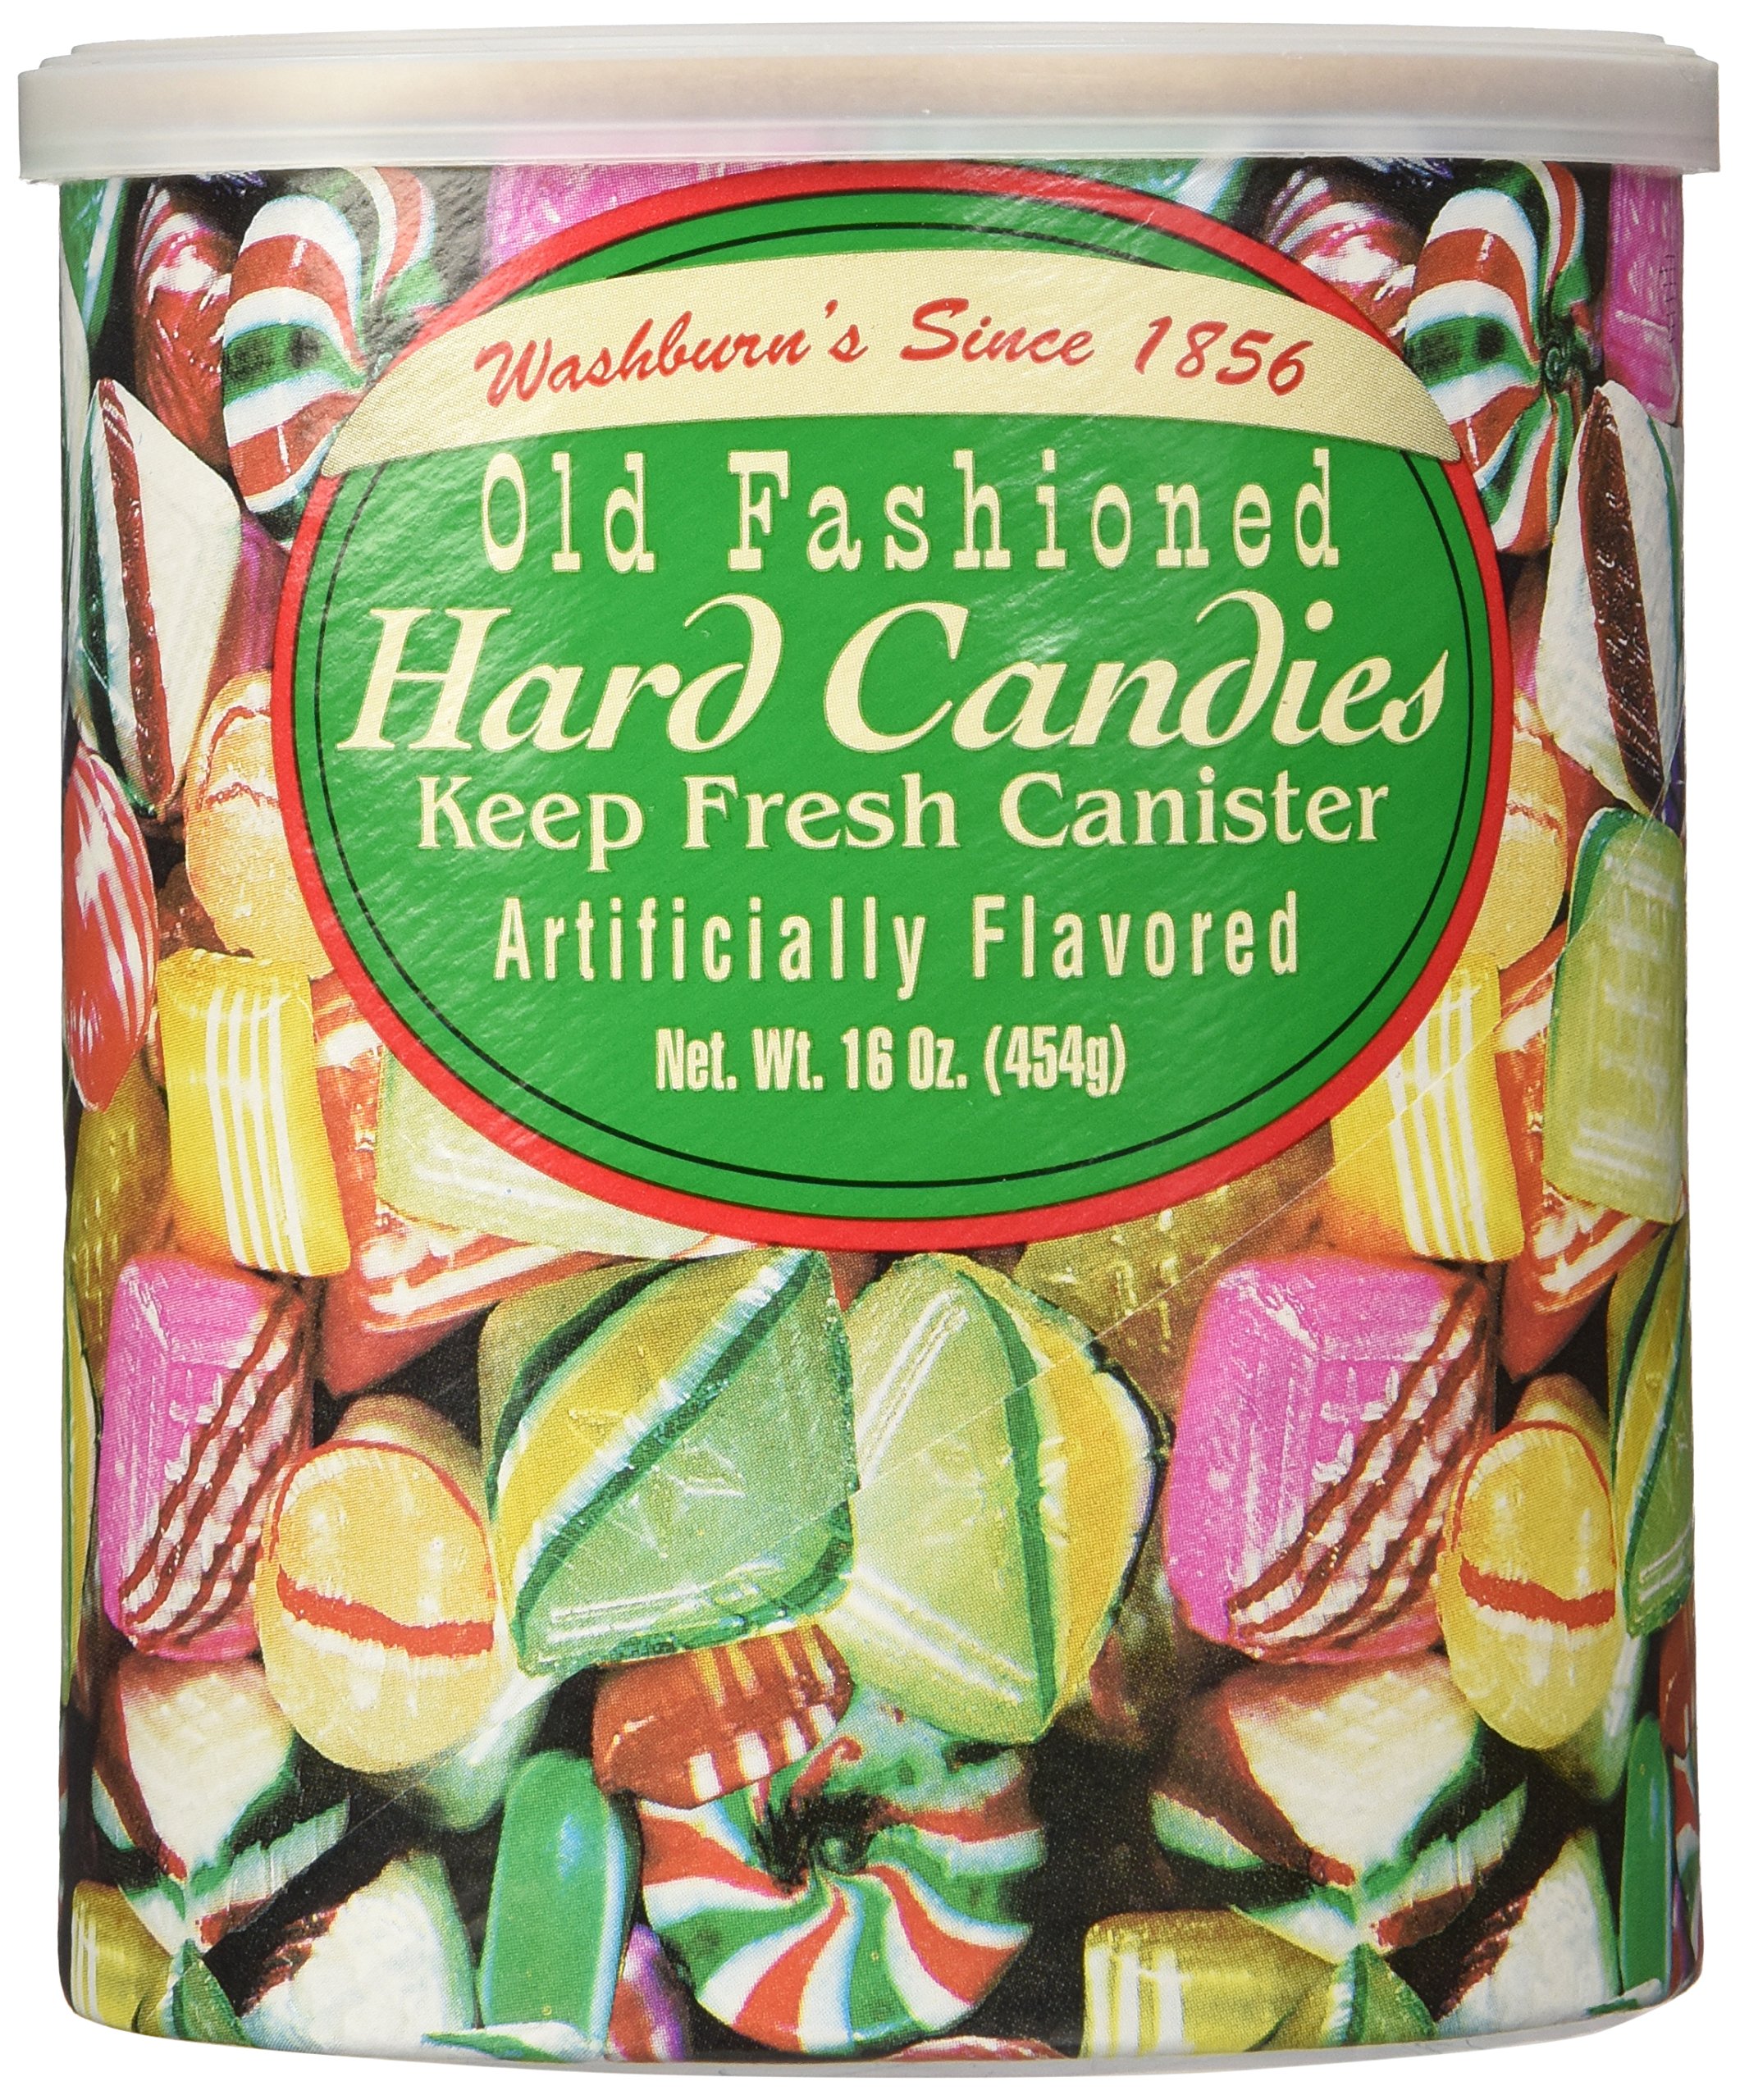 Washburn's Since 1856
Old Fashioned
Hard Candies
Keep Fresh Canister
Artificially Flavored
Net. Wt. 16 Oz. (454g)